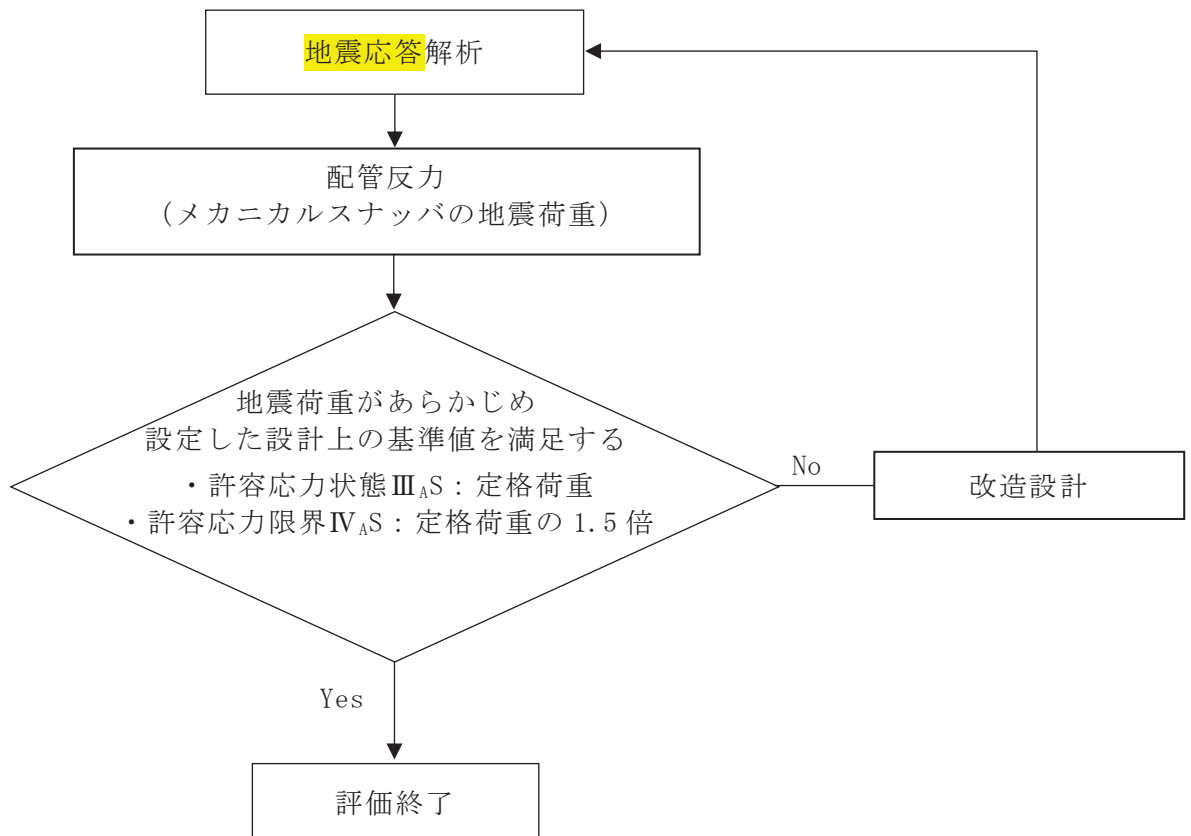 地震応答解析
配管反力
（メカニカルスナッバの地震荷重）
地震荷重があらかじめ
設定した設計上の基準値を満足する
・許容応力状態ⅢAS：定格荷重
・許容応力限界ⅣAS：定格荷重の1.5倍
No
改造設計
Yes
評価終了